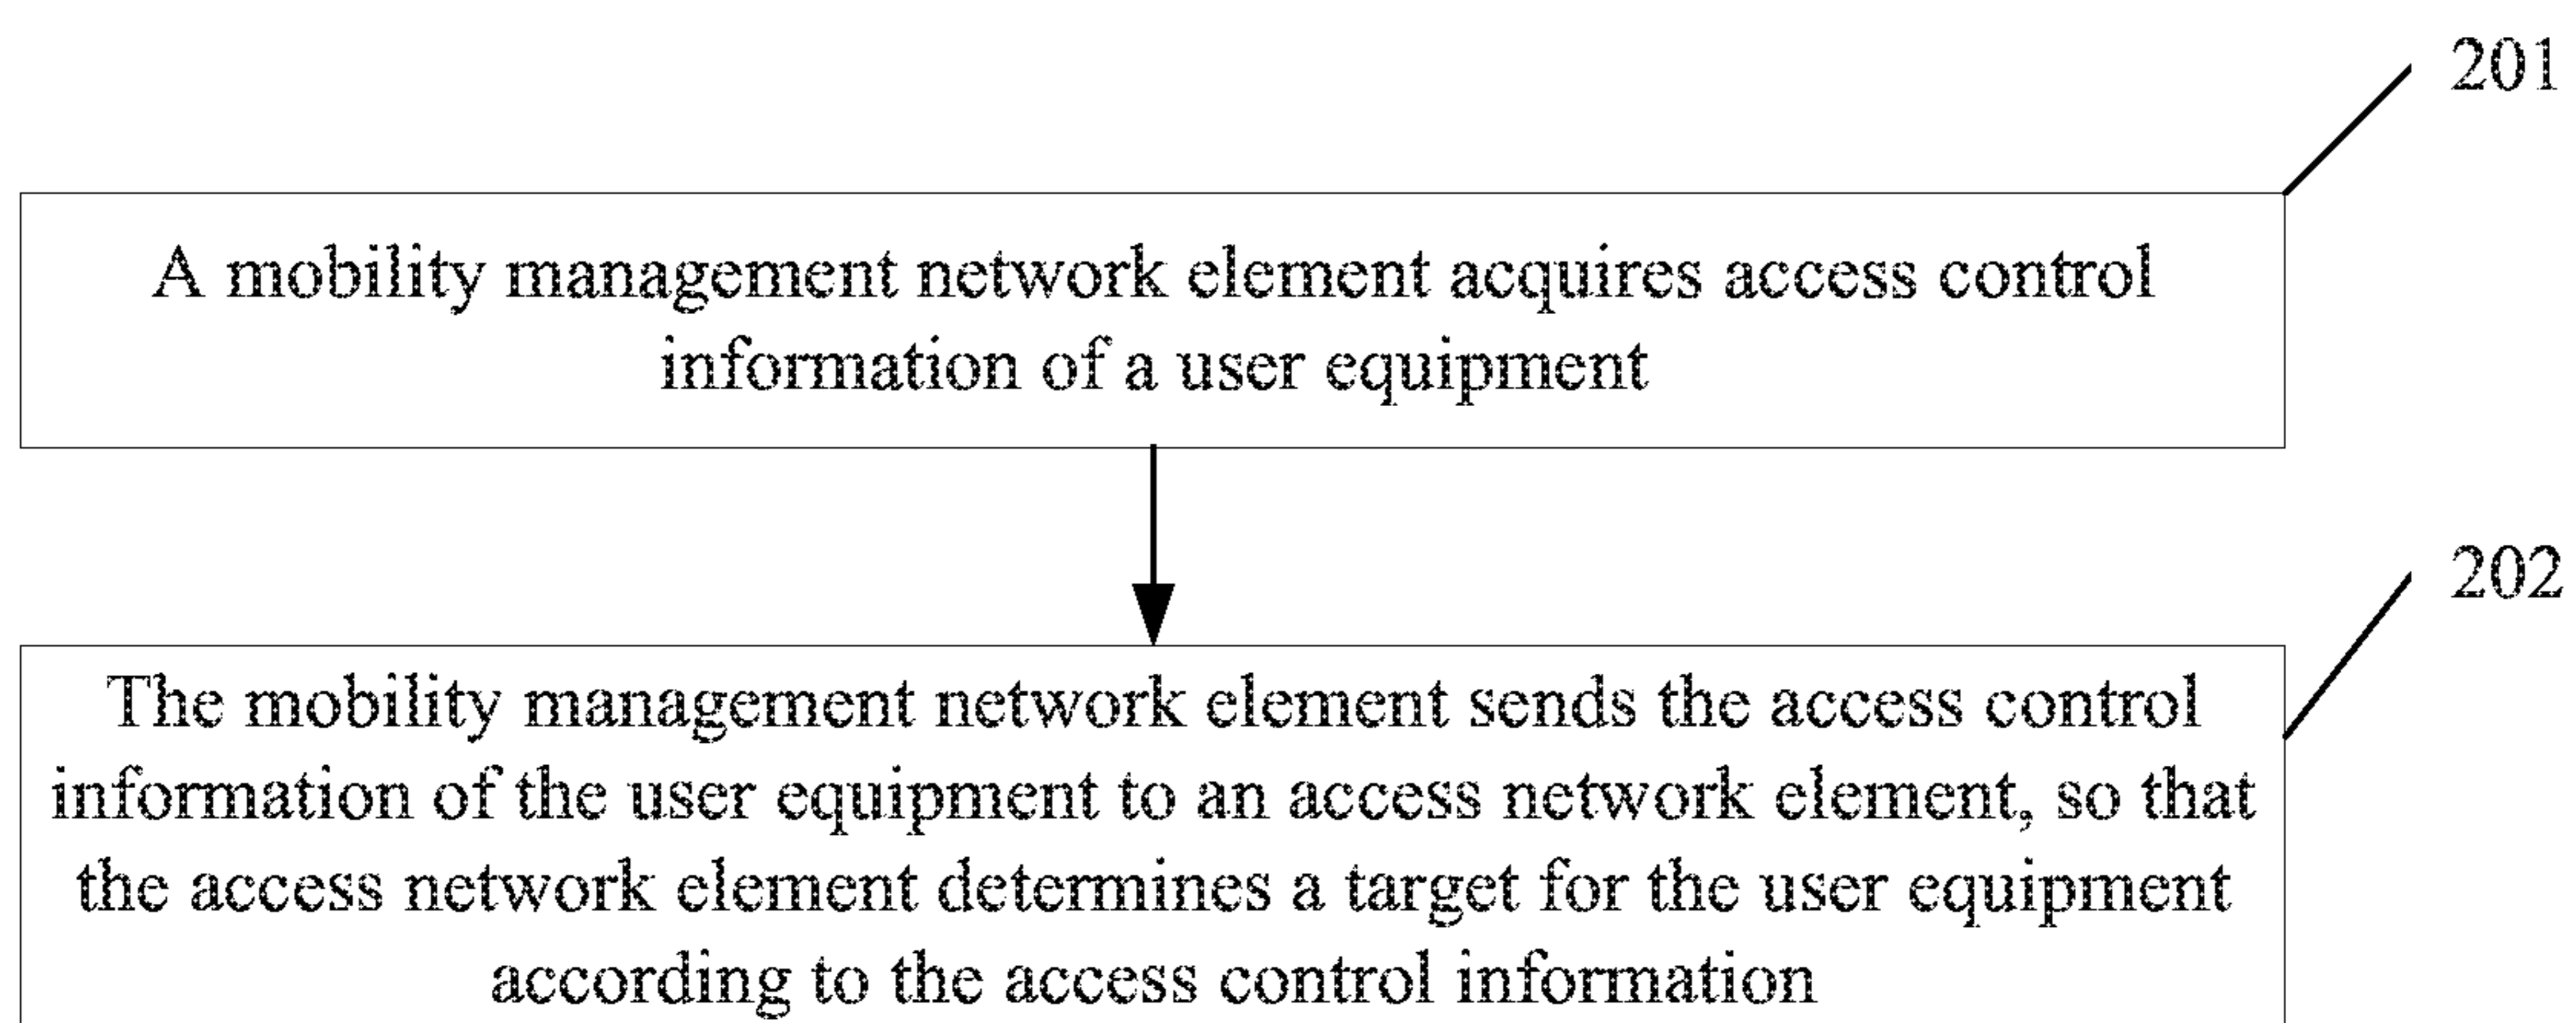 201
A mobility management network element acquires access control
information of a user equipment
202
The mobility management network element sends the access control
information of the user equipment to an access network element, so that
the access network element determines a target for the user equipment
according to the access control information